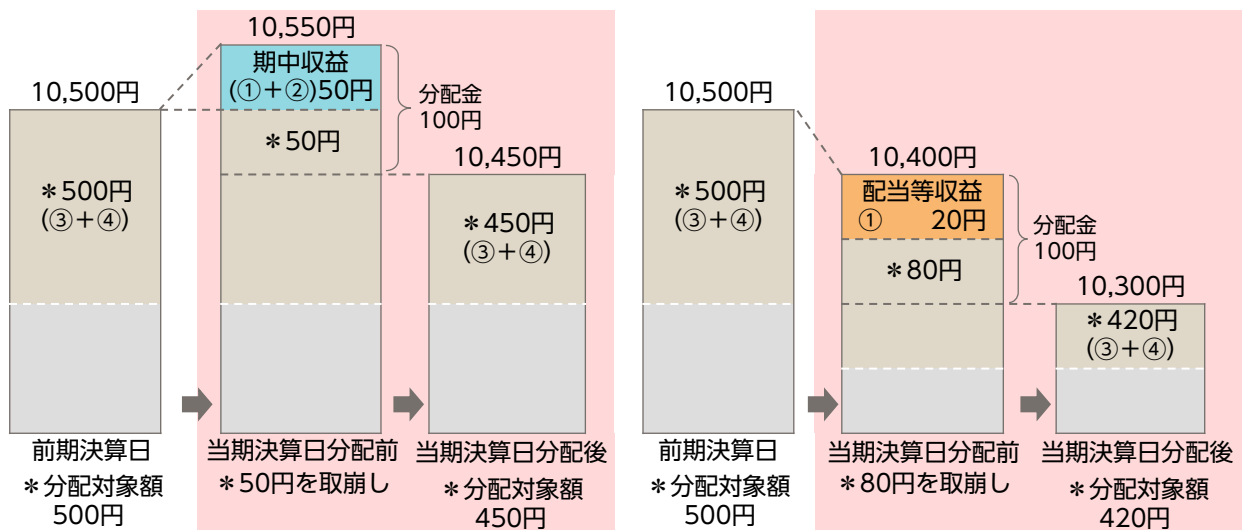 10,500円
*500円
(③+④)
前期決算日
*分配対象額
500円
10,550円
期中収益
(①+②)50円
*50円
分配金
100円
当期決算日分配前
*50円を取崩し
10,450円
*450円
(③+④)
当期決算日分配後
*分配対象額
450円
10,500円
*500円
(③+④)
前期決算日
*分配対象額
500円
10,400円
配当等収益
① 20円
*80円
分配金
100円
当期決算日分配前
*80円を取崩し
10,300円
*420円
(③+④)
当期決算日分配後
*分配対象額
420円